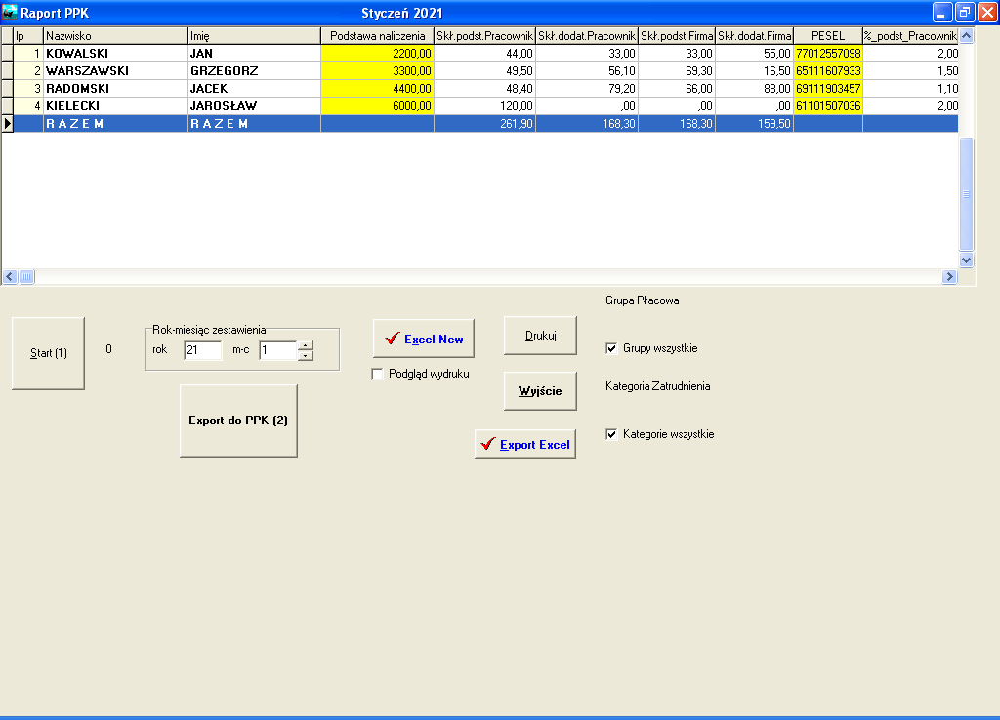 Raport PPK Styczeń 2021
lp Nazwisko Imię Podstawa naliczenia Skł.podst.Pracownik Skł.dodat.Pracownik Skł.podst.Firma Skł.dodat.Firma PESEL %_podst_Pracownik
1 KOWALSKI JAN 2200,00 44,00 33,00 33,00 55,00 77012557098 2,00
2 WARSZAWSKI GRZEGORZ 3300,00 49,50 56,10 69,30 16,50 65111607933 1,50
3 RADOMSKI JACEK 4400,00 48,40 79,20 66,00 88,00 69111903457 1,10
4 KIELECKI JAROSŁAW 6000,00 120,00 ,00 ,00 ,00 61101507036 2,00
R A Z E M R A Z E M 261,90 168,30 168,30 159,50
Grupa Płacowa
Start (1) 0
Rok-miesiąc zestawienia
rok 21 m-c 1
Excel New
Drukuj
Grupy wszystkie
Podgląd wydruku
Wyjście
Kategoria Zatrudnienia
Export do PPK (2)
Kategorie wszystkie
Export Excel